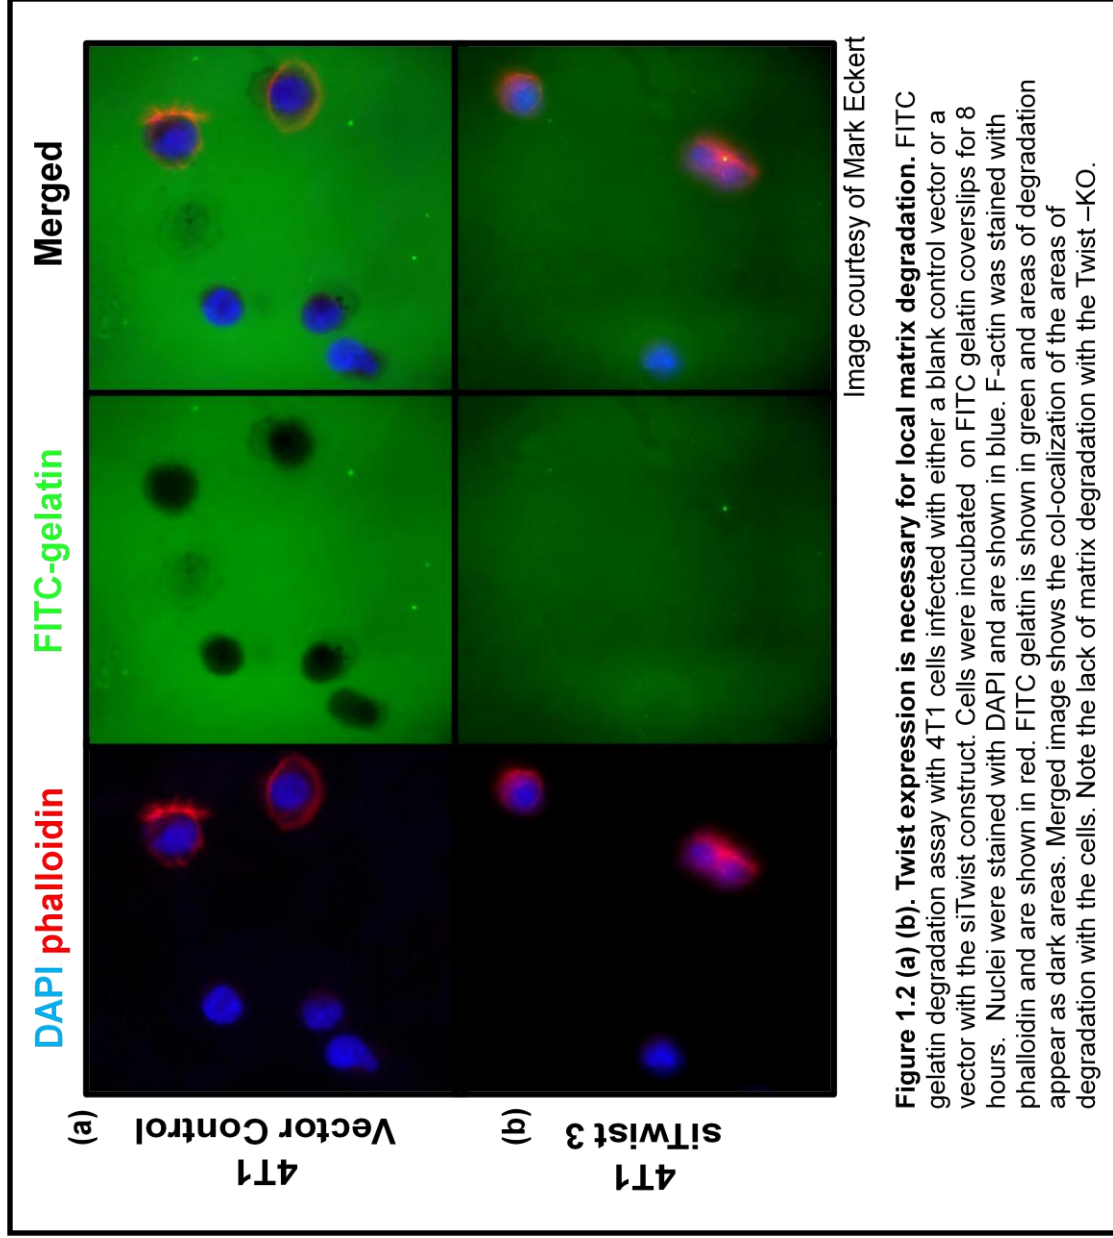 DAPI phalloidin
FITC-gelatin
Merged
(a)
4T1
Vector Control
(b)
4T1
siTwist 3
Image courtesy of Mark Eckert
Figure 1.2 (a) (b). Twist expression is necessary for local matrix degradation. FITC
gelatin degradation assay with 4T1 cells infected with either a blank control vector or a
vector with the siTwist construct. Cells were incubated on FITC gelatin coverslips for 8
hours. Nuclei were stained with DAPI and are shown in blue. F-actin was stained with
phalloidin and are shown in red. FITC gelatin is shown in green and areas of degradation
appear as dark areas. Merged image shows the col-ocalization of the areas of
degradation with the cells. Note the lack of matrix degradation with the Twist –KO.